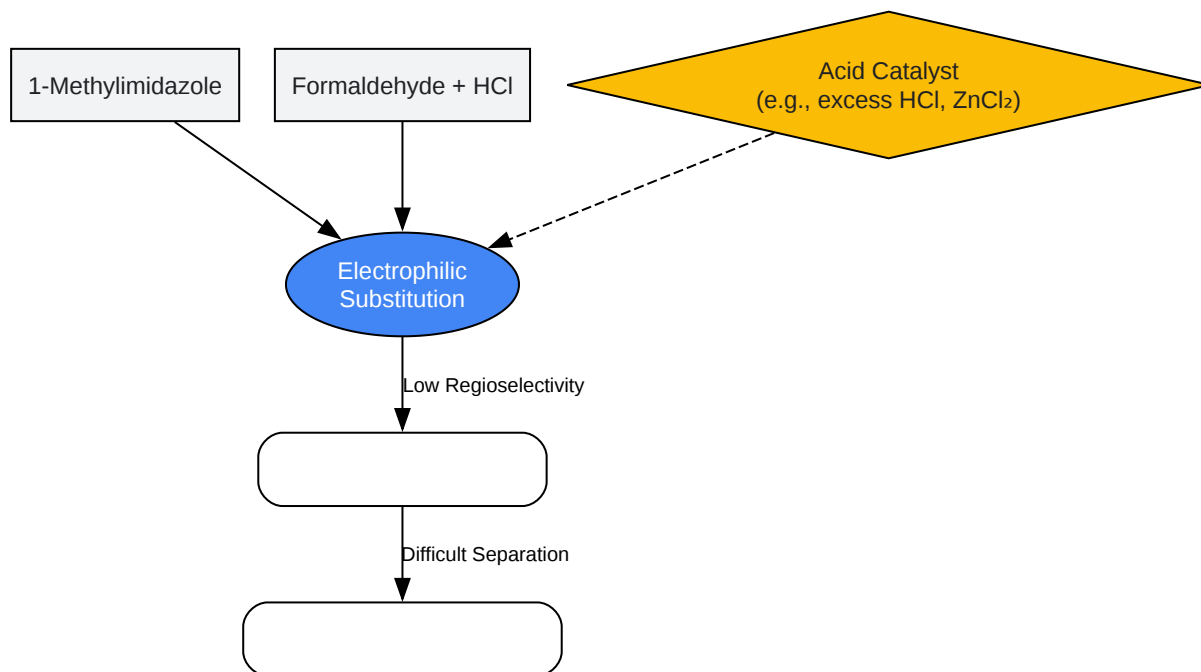 1-Methylimidazole
Formaldehyde + HCl
Acid Catalyst
(e.g., excess HCl, ZnCl₂)
Electrophilic
Substitution
Low Regioselectivity
Difficult Separation